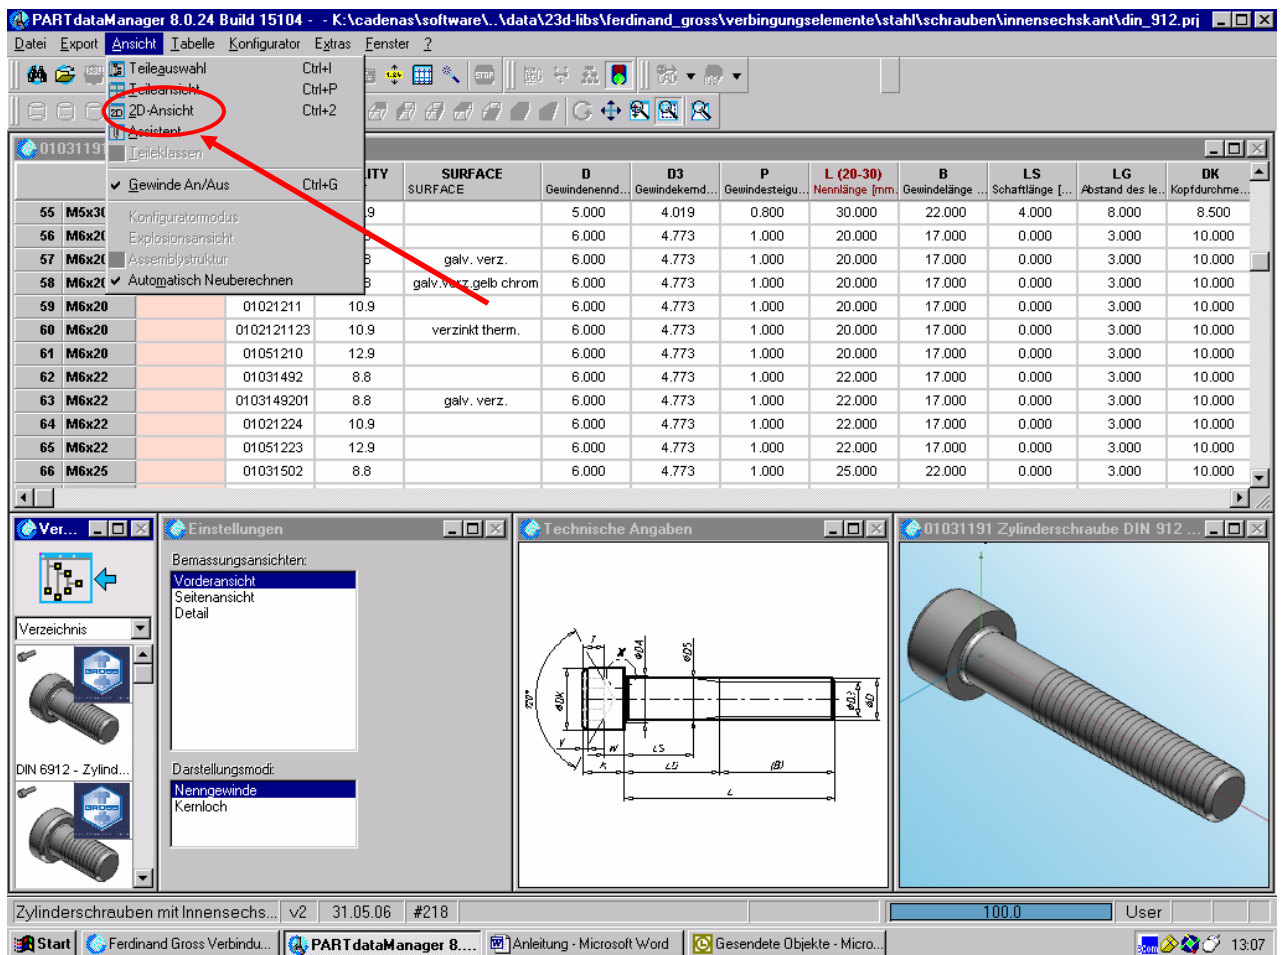 PARTdataManager 8.0.24 Build 15104 - - K:\cadenas\software\..\data\23d-libs\ferdinand_gross\verbingungselemente\stahl\schrauben\innensechskant\din_912.prj
Datei Export Ansicht Tabelle Konfigurator Extras Fenster ?
Teileauswahl Ctrl+I
Teileansicht Ctrl+P
2D-Ansicht Ctrl+2
Assistent
Teileklassen
Gewinde An/Aus Ctrl+G
Konfiguratormodus
Explosionsansicht
Assemblystruktur
Automatisch Neuberechnen
01031191
ITY SURFACE D D3 P L (20-30) B LS LG DK
SURFACE Gewindenennd... Gewindekernd... Gewindesteigu... Nennlänge [mm. Gewindelänge ... Schaftlänge [... Abstand des le... Kopfdurchme...
55 M5x30 .9 5.000 4.019 0.800 30.000 22.000 4.000 8.000 8.500
56 M6x20 6.000 4.773 1.000 20.000 17.000 0.000 3.000 10.000
57 M6x20 8 galv. verz. 6.000 4.773 1.000 20.000 17.000 0.000 3.000 10.000
58 M6x20 8 galv.verz.gelb chrom 6.000 4.773 1.000 20.000 17.000 0.000 3.000 10.000
59 M6x20 01021211 10.9 6.000 4.773 1.000 20.000 17.000 0.000 3.000 10.000
60 M6x20 0102121123 10.9 verzinkt therm. 6.000 4.773 1.000 20.000 17.000 0.000 3.000 10.000
61 M6x20 01051210 12.9 6.000 4.773 1.000 20.000 17.000 0.000 3.000 10.000
62 M6x22 01031492 8.8 6.000 4.773 1.000 22.000 17.000 0.000 3.000 10.000
63 M6x22 0103149201 8.8 galv. verz. 6.000 4.773 1.000 22.000 17.000 0.000 3.000 10.000
64 M6x22 01021224 10.9 6.000 4.773 1.000 22.000 17.000 0.000 3.000 10.000
65 M6x22 01051223 12.9 6.000 4.773 1.000 22.000 17.000 0.000 3.000 10.000
66 M6x25 01031502 8.8 6.000 4.773 1.000 25.000 22.000 0.000 3.000 10.000
Ver...
Verzeichnis
GROSS
DIN 6912 - Zylind...
GROSS
Einstellungen
Bemassungsansichten:
Vorderansicht
Seitenansicht
Detail
Darstellungsmodi:
Nenngewinde
Kernloch
Technische Angaben
T X ØDA ØDS
120° ØDK ØD3 ØD
V W LS
K LG (B)
L
01031191 Zylinderschraube DIN 912 ...
Zylinderschrauben mit Innensechs... v2 31.05.06 #218 100.0 User
Start Ferdinand Gross Verbindu... PARTdataManager 8.... Anleitung - Microsoft Word Gesendete Objekte - Micro... 13:07